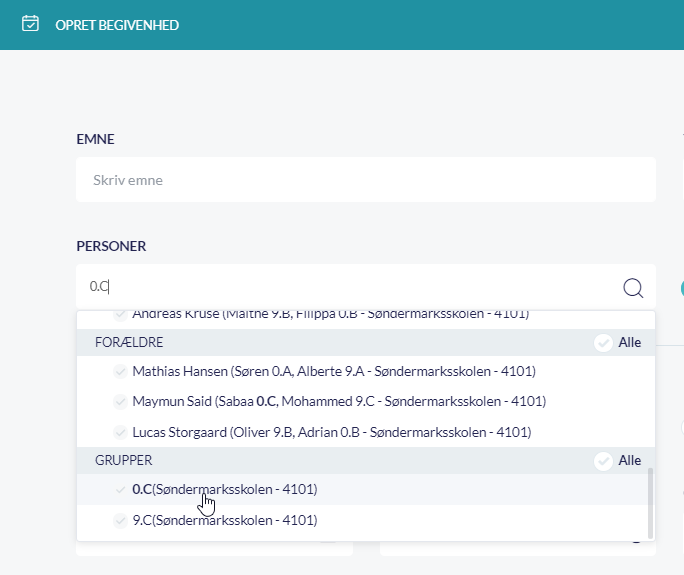 OPRET BEGIVENHED
EMNE
Skriv emne
PERSONER
0.C
Andreas Kruse (Malthe 9.B, Filippa 0.B - Søndermarksskolen - 4101)
FORÆLDRE Alle
Mathias Hansen (Søren 0.A, Alberte 9.A - Søndermarksskolen - 4101)
Maymun Said (Sabaa 0.C, Mohammed 9.C - Søndermarksskolen - 4101)
Lucas Storgaard (Oliver 9.B, Adrian 0.B - Søndermarksskolen - 4101)
GRUPPER Alle
0.C(Søndermarksskolen - 4101)
9.C(Søndermarksskolen - 4101)